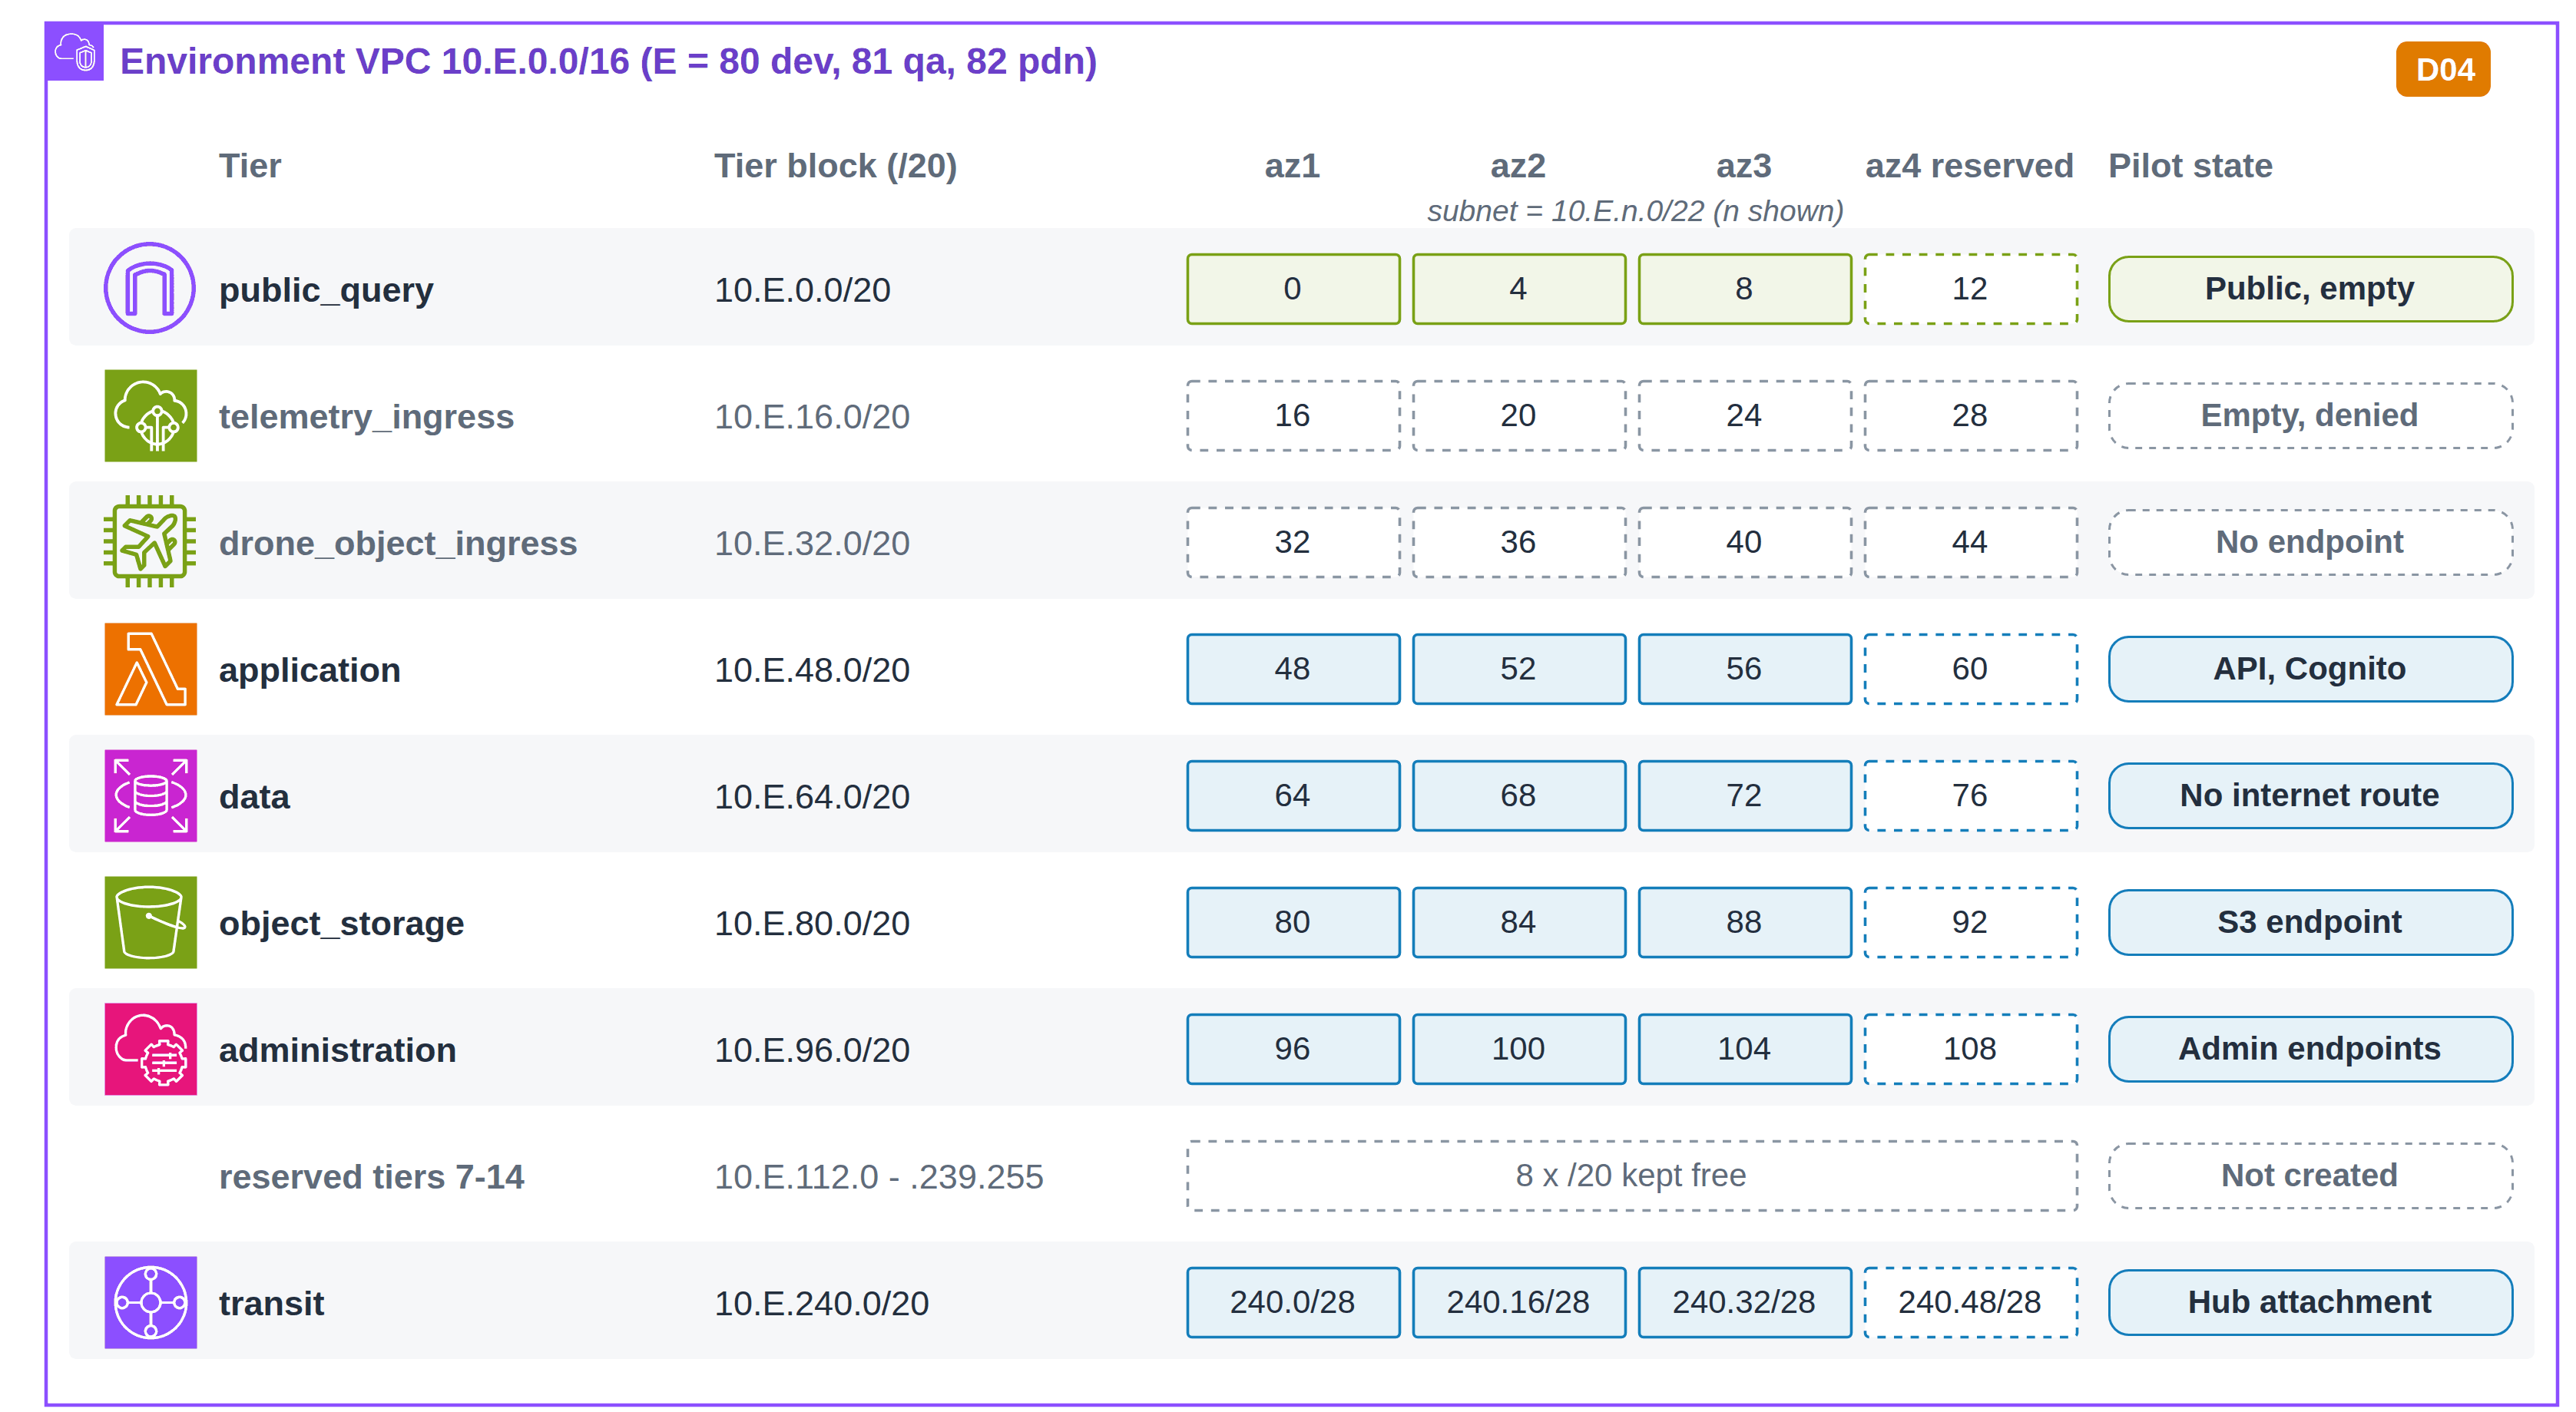 Environment VPC 10.E.0.0/16 (E = 80 dev, 81 qa, 82 pdn)
D04
Tier Tier block (/20) az1 az2 az3 az4 reserved Pilot state
subnet = 10.E.n.0/22 (n shown)
public_query 10.E.0.0/20 0 4 8 12 Public, empty
telemetry_ingress 10.E.16.0/20 16 20 24 28 Empty, denied
drone_object_ingress 10.E.32.0/20 32 36 40 44 No endpoint
application 10.E.48.0/20 48 52 56 60 API, Cognito
data 10.E.64.0/20 64 68 72 76 No internet route
object_storage 10.E.80.0/20 80 84 88 92 S3 endpoint
administration 10.E.96.0/20 96 100 104 108 Admin endpoints
reserved tiers 7-14 10.E.112.0 - .239.255 8 x /20 kept free Not created
transit 10.E.240.0/20 240.0/28 240.16/28 240.32/28 240.48/28 Hub attachment